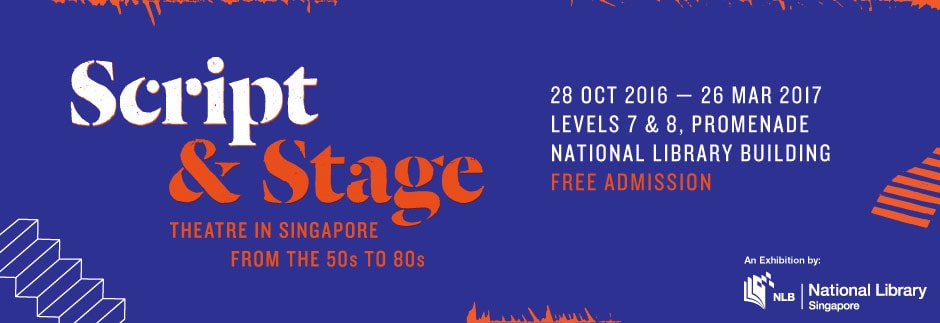 Script
& Stage
THEATRE IN SINGAPORE
FROM THE 50s TO 80s
28 OCT 2016 — 26 MAR 2017
LEVELS 7 & 8, PROMENADE
NATIONAL LIBRARY BUILDING
FREE ADMISSION
An Exhibition by:
NLB
National Library
Singapore